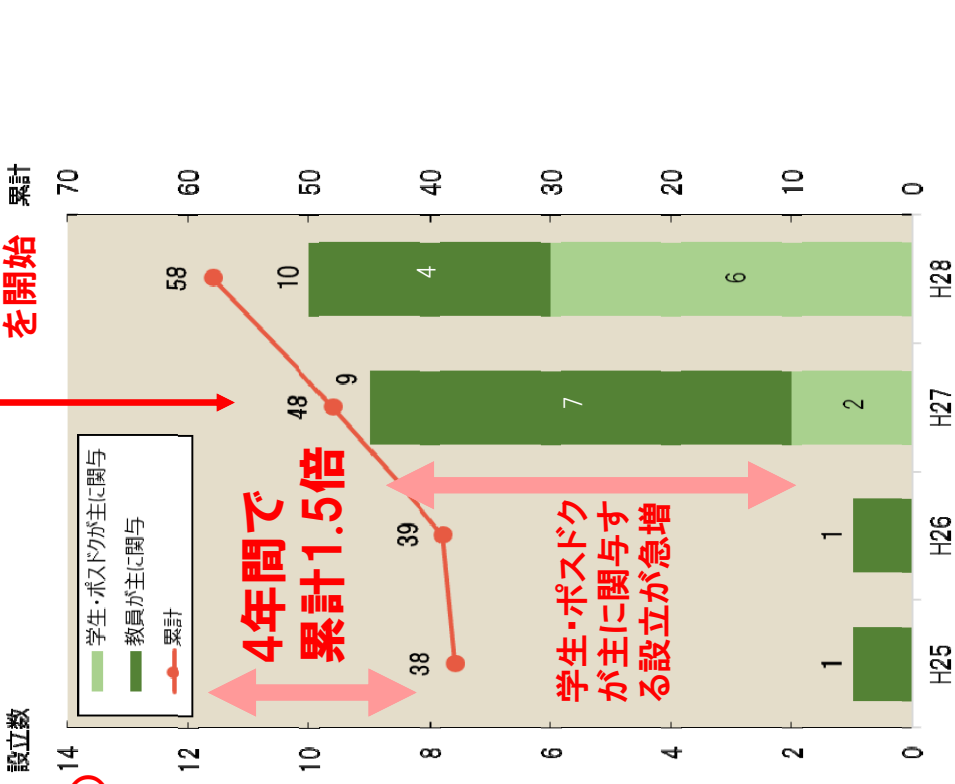 を開始
設立数
累計
14
12
10
8
6
4
2
0
70
60
50
40
30
20
10
0
学生・ポスドクが主に関与
教員が主に関与
累計
4年間で
累計1.5倍
学生・ポスドク
が主に関与す
る設立が急増
38
39
48
58
1
1
9
7
2
10
4
6
H25
H26
H27
H28